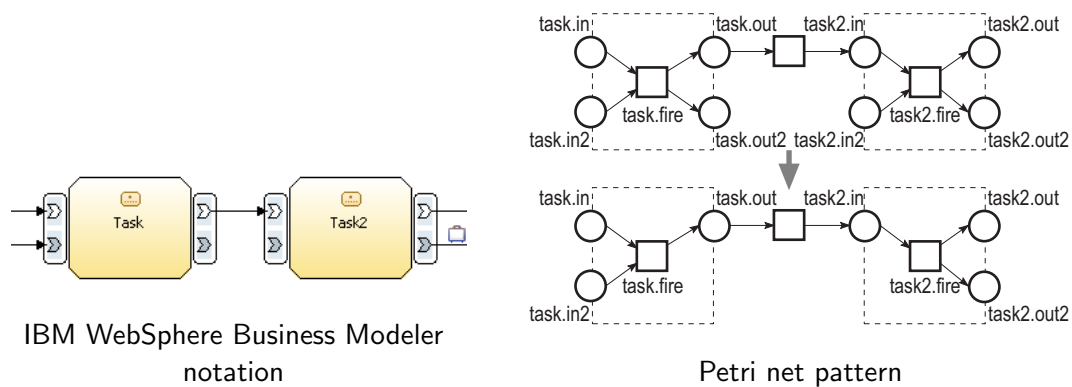 task.in task.out task2.in task2.out
task.fire task2.fire
task.in2 task.out2 task2.in2 task2.out2
task.in task.out task2.in task2.out
task.fire task2.fire
task.in2 task2.out2
Task Task2
IBM WebSphere Business Modeler
notation
Petri net pattern